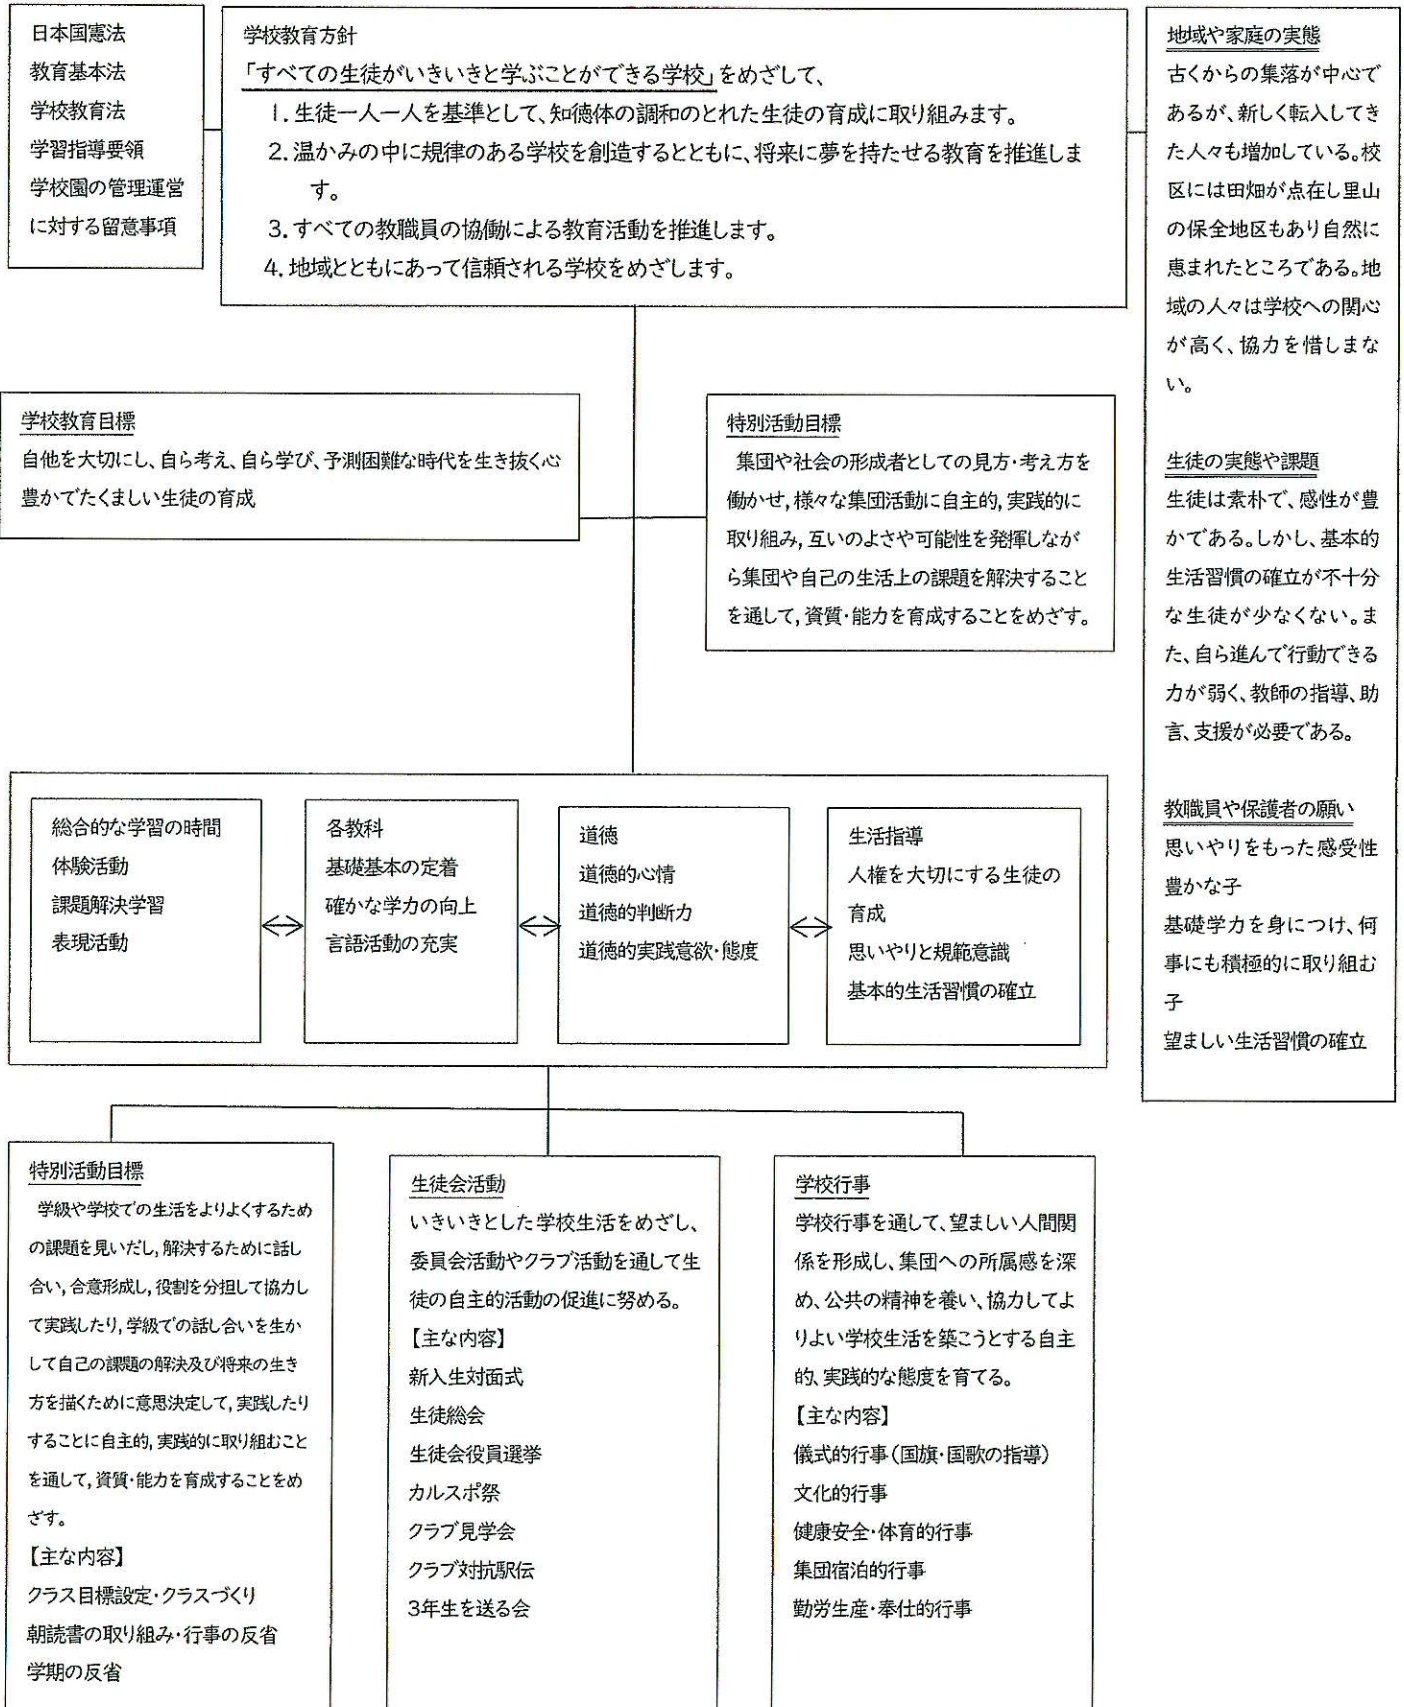 日本国憲法
教育基本法
学校教育法
学習指導要領
学校園の管理運営
に対する留意事項
学校教育方針
「すべての生徒がいきいきと学ぶことができる学校」をめざして、
1. 生徒一人一人を基準として、知徳体の調和のとれた生徒の育成に取り組みます。
2. 温かみの中に規律のある学校を創造するとともに、将来に夢を持たせる教育を推進しま
す。
3. すべての教職員の協働による教育活動を推進します。
4. 地域とともにあって信頼される学校をめざします。
地域や家庭の実態
古くからの集落が中心で
あるが、新しく転入してき
た人々も増加している。校
区には田畑が点在し里山
の保全地区もあり自然に
恵まれたところである。地
域の人々は学校への関心
が高く、協力を惜しまな
い。
生徒の実態や課題
生徒は素朴で、感性が豊
かである。しかし、基本的
生活習慣の確立が不十分
な生徒が少なくない。ま
た、自ら進んで行動できる
力が弱く、教師の指導、助
言、支援が必要である。
教職員や保護者の願い
思いやりをもった感受性
豊かな子
基礎学力を身につけ、何
事にも積極的に取り組む
子
望ましい生活習慣の確立
学校教育目標
自他を大切にし、自ら考え、自ら学び、予測困難な時代を生き抜く心
豊かでたくましい生徒の育成
特別活動目標
集団や社会の形成者としての見方・考え方を
働かせ,様々な集団活動に自主的,実践的に
取り組み,互いのよさや可能性を発揮しなが
ら集団や自己の生活上の課題を解決すること
を通して,資質・能力を育成することをめざす。
総合的な学習の時間
体験活動
課題解決学習
表現活動
各教科
基礎基本の定着
確かな学力の向上
言語活動の充実
道徳
道徳的心情
道徳的判断力
道徳的実践意欲・態度
生活指導
人権を大切にする生徒の
育成
思いやりと規範意識
基本的生活習慣の確立
特別活動目標
学級や学校での生活をよりよくするため
の課題を見いだし,解決するために話し
合い,合意形成し,役割を分担して協力し
て実践したり,学級での話し合いを生か
して自己の課題の解決及び将来の生き
方を描くために意思決定して,実践したり
することに自主的,実践的に取り組むこと
を通して,資質・能力を育成することをめ
ざす。
【主な内容】
クラス目標設定・クラスづくり
朝読書の取り組み・行事の反省
学期の反省
生徒会活動
いきいきとした学校生活をめざし、
委員会活動やクラブ活動を通して生
徒の自主的活動の促進に努める。
【主な内容】
新入生対面式
生徒総会
生徒会役員選挙
カルスポ祭
クラブ見学会
クラブ対抗駅伝
3年生を送る会
学校行事
学校行事を通して、望ましい人間関
係を形成し、集団への所属感を深
め、公共の精神を養い、協力してよ
りよい学校生活を築こうとする自主
的、実践的な態度を育てる。
【主な内容】
儀式的行事(国旗・国歌の指導)
文化的行事
健康安全・体育的行事
集団宿泊的行事
勤労生産・奉仕的行事